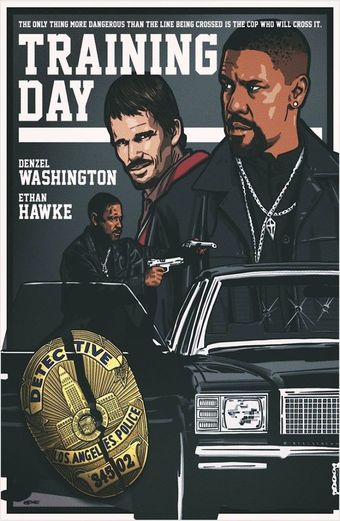 THE ONLY THING MORE DANGEROUS THAN THE LINE BEING CROSSED IS THE COP WHO WILL CROSS IT.
TRAINING
DAY
DENZEL
WASHINGTON
ETHAN
HAWKE
DETECTIVE
LOS ANGELES POLICE
84502